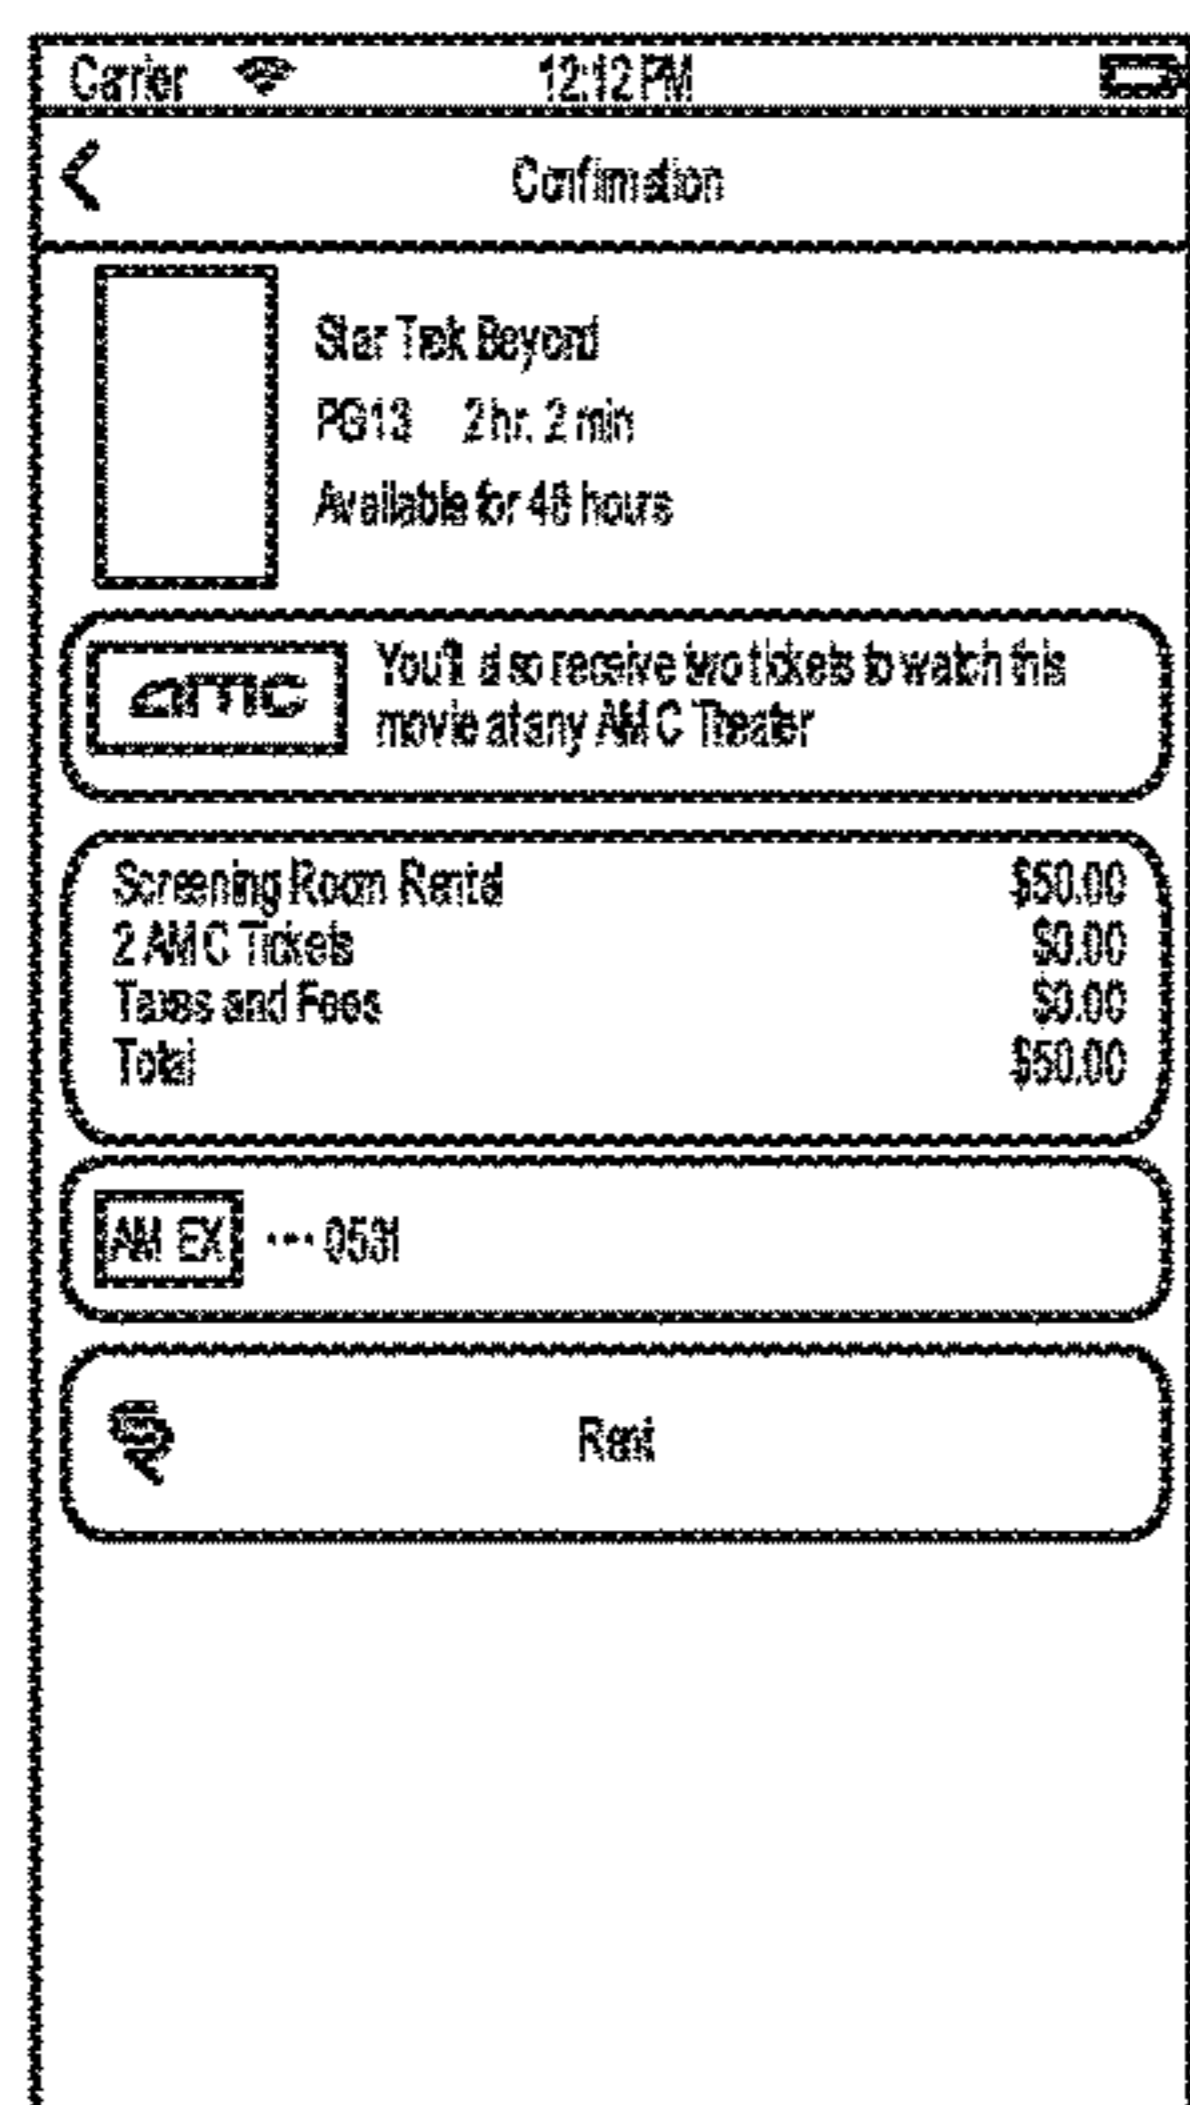 Carrier 12:12 PM
Confirmation
Star Trek Beyond
PG13 2 hr. 2 min
Available for 48 hours
amc
You'll also receive two tickets to watch this
movie at any AMC Theater
Screening Room Rental $50.00
2 AMC Tickets $0.00
Taxes and Fees $0.00
Total $50.00
AM EX ••• 0531
Rent